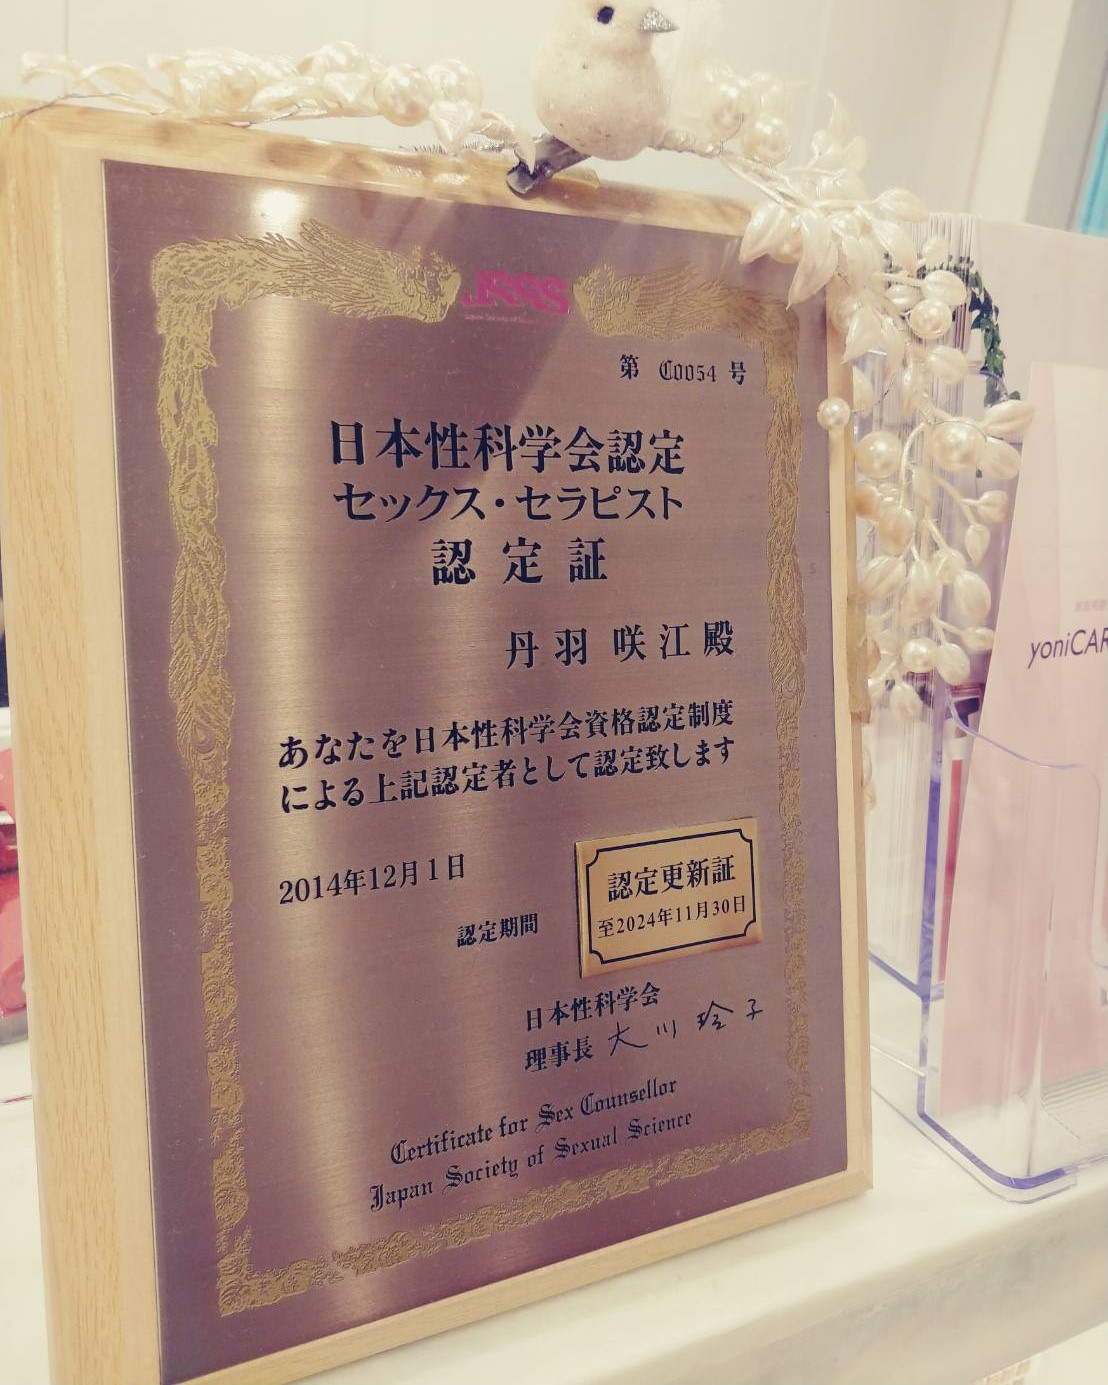 JSSS
第 C0054 号
日本性科学会認定
セックス・セラピスト
認定証
丹羽 咲江 殿
あなたを日本性科学会資格認定制度
による上記認定者として認定致します
2014年12月1日
認定期間
認定更新証
至2024年11月30日
日本性科学会
理事長 大川 玲子
Certificate for Sex Counsellor
Japan Society of Sexual Science
yoniCAR